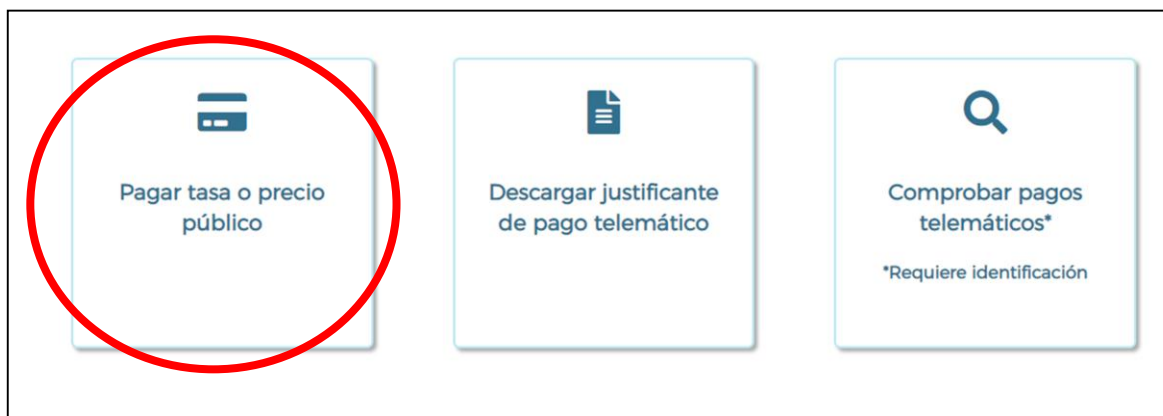 Pagar tasa o precio
público
Descargar justificante
de pago telemático
Comprobar pagos
telemáticos*
*Requiere identificación